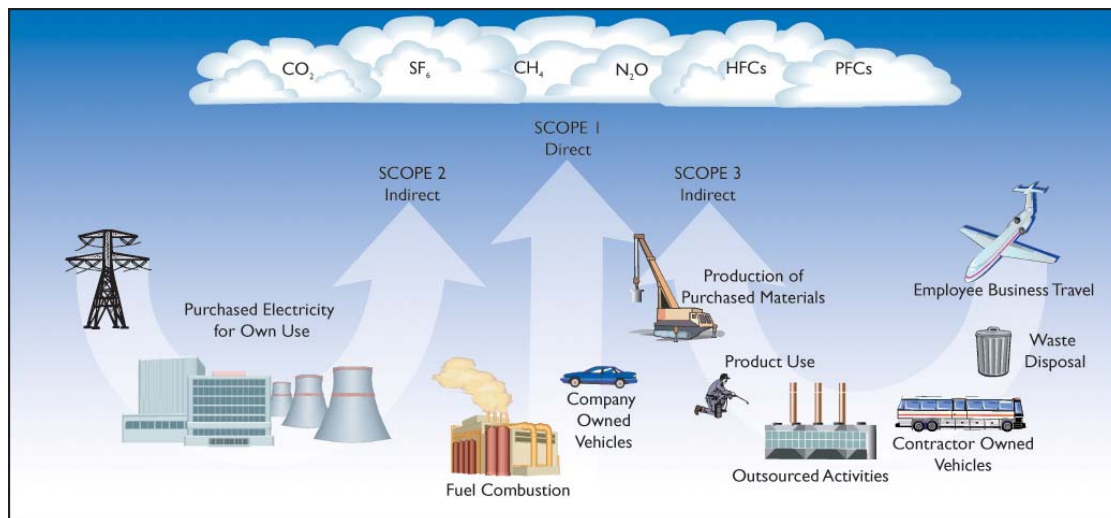 CO₂
SF₆
CH₄
N₂O
HFCs
PFCs
SCOPE 1
Direct
SCOPE 2
Indirect
SCOPE 3
Indirect
Purchased Electricity
for Own Use
Production of
Purchased Materials
Employee Business Travel
Waste
Disposal
Product Use
Company
Owned
Vehicles
Fuel Combustion
Outsourced Activities
Contractor Owned
Vehicles